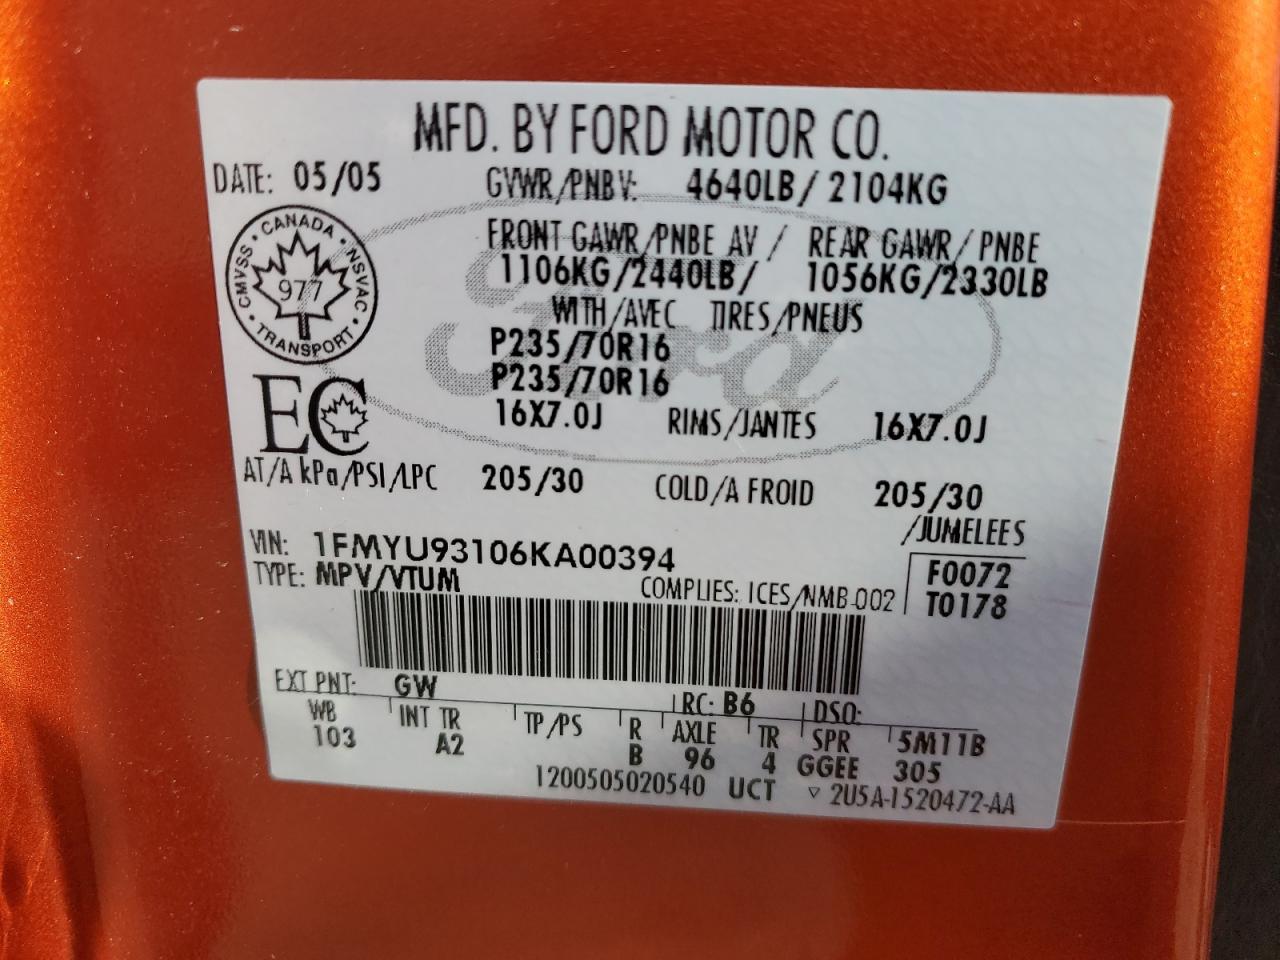 MFD. BY FORD MOTOR CO.
DATE: 05/05 GVWR/PNBV: 4640LB/ 2104KG
CANADA · NSVAC · TRANSPORT · CMVSS ·
977
FRONT GAWR/PNBE AV / REAR GAWR/ PNBE
1106KG/2440LB/ 1056KG/2330LB
WITH/AVEC TIRES/PNEUS
Ford
P235/70R16
P235/70R16
EC
16X7.0J RIMS/JANTES 16X7.0J
AT/A kPa/PSI/LPC 205/30 COLD/A FROID 205/30
/JUMELEES
VIN: 1FMYU93106KA00394
TYPE: MPV/VTUM COMPLIES: ICES/NMB-002
F0072
T0178
EXT PNT: GW RC: B6 DSO:
WB INT TR TP/PS R AXLE TR SPR 5M11B
103 A2 B 96 4 GGEE 305
1200505020540 UCT ▽ 2U5A-1520472-AA